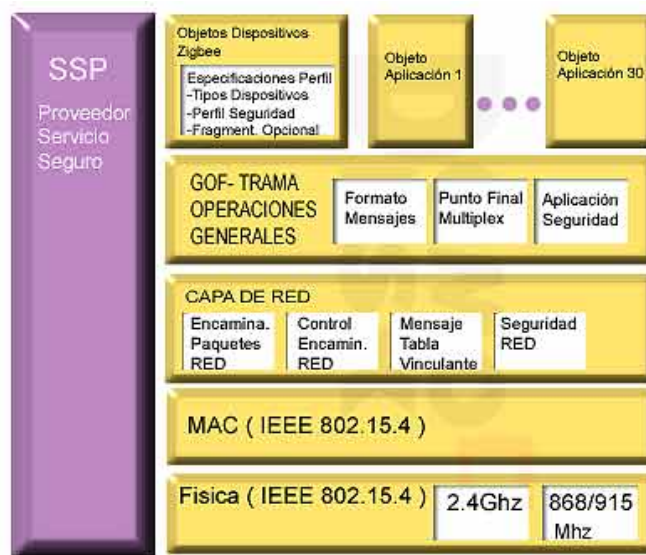 SSP
Proveedor
Servicio
Seguro
Objetos Dispositivos
Zigbee
Especificaciones Perfil
-Tipos Dispositivos
-Perfil Seguridad
-Fragment. Opcional
Objeto
Aplicación 1
Objeto
Aplicación 30
GOF- TRAMA
OPERACIONES
GENERALES
Formato
Mensajes
Punto Final
Multiplex
Aplicación
Seguridad
CAPA DE RED
Encamina.
Paquetes
RED
Control
Encamin.
RED
Mensaje
Tabla
Vinculante
Seguridad
RED
MAC ( IEEE 802.15.4 )
Fisica ( IEEE 802.15.4 )
2.4Ghz
868/915
Mhz